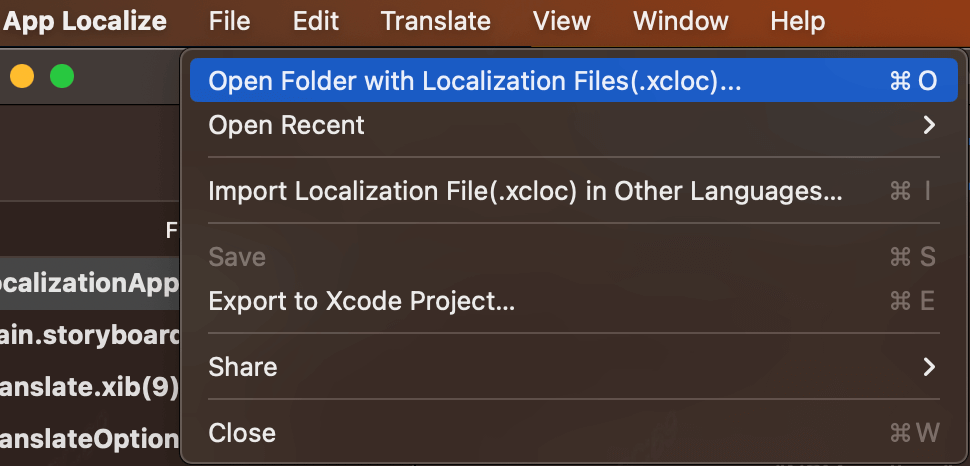 App Localize File Edit Translate View Window Help
Open Folder with Localization Files(.xcloc)... ⌘ O
Open Recent
Import Localization File(.xcloc) in Other Languages... ⌘ I
F
Save ⌘ S
ocalizationApp
Export to Xcode Project... ⌘ E
ain.storyboard
Share
anslate.xib(9)
Close ⌘ W
anslateOption